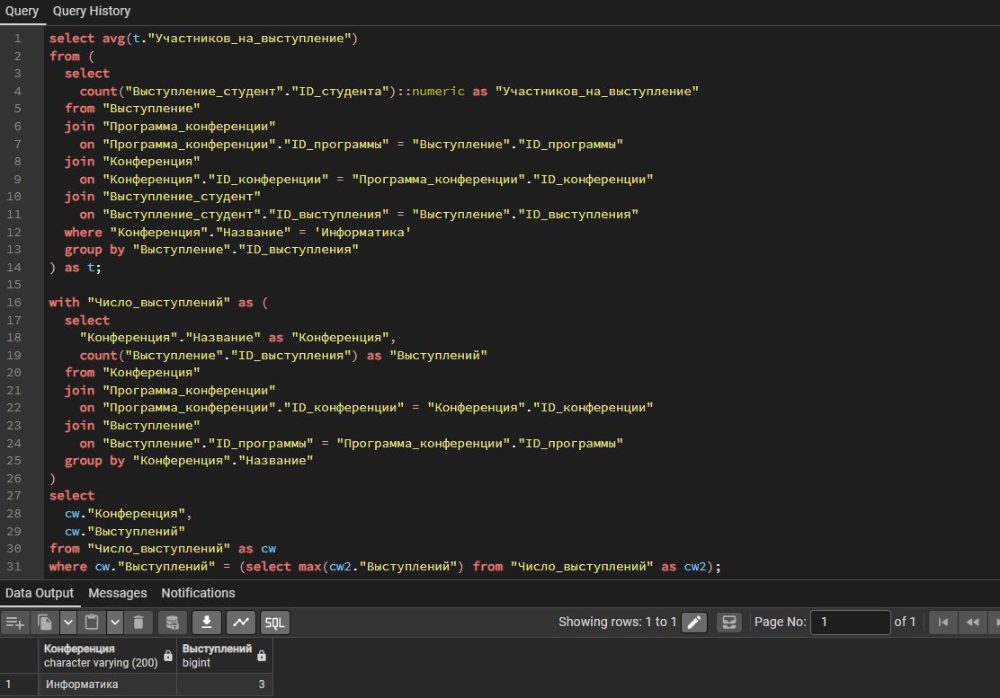 Query Query History
1 select avg(t."Участников_на_выступление")
2 from (
3 select
4 count("Выступление_студент"."ID_студента")::numeric as "Участников_на_выступление"
5 from "Выступление"
6 join "Программа_конференции"
7 on "Программа_конференции"."ID_программы" = "Выступление"."ID_программы"
8 join "Конференция"
9 on "Конференция"."ID_конференции" = "Программа_конференции"."ID_конференции"
10 join "Выступление_студент"
11 on "Выступление_студент"."ID_выступления" = "Выступление"."ID_выступления"
12 where "Конференция"."Название" = 'Информатика'
13 group by "Выступление"."ID_выступления"
14 ) as t;
15
16 with "Число_выступлений" as (
17 select
18 "Конференция"."Название" as "Конференция",
19 count("Выступление"."ID_выступления") as "Выступлений"
20 from "Конференция"
21 join "Программа_конференции"
22 on "Программа_конференции"."ID_конференции" = "Конференция"."ID_конференции"
23 join "Выступление"
24 on "Выступление"."ID_программы" = "Программа_конференции"."ID_программы"
25 group by "Конференция"."Название"
26 )
27 select
28 cw."Конференция",
29 cw."Выступлений"
30 from "Число_выступлений" as cw
31 where cw."Выступлений" = (select max(cw2."Выступлений") from "Число_выступлений" as cw2);
Data Output Messages Notifications
SQL Showing rows: 1 to 1 Page No: 1 of 1
Конференция Выступлений
character varying (200) bigint
1 Информатика 3